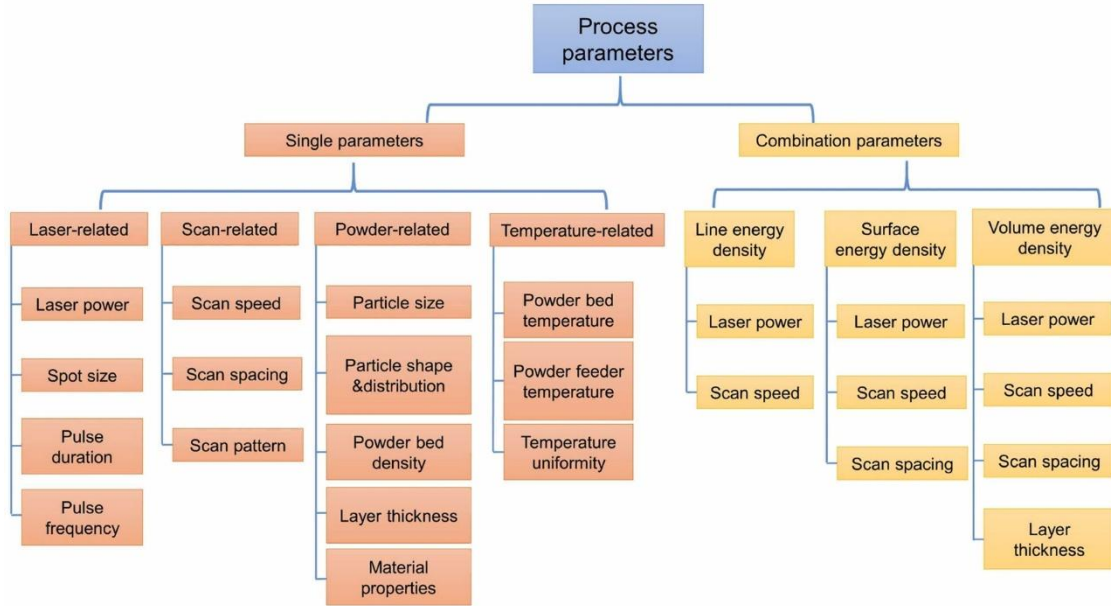 Process
parameters
Single parameters
Combination parameters
Laser-related
Scan-related
Powder-related
Temperature-related
Line energy
density
Surface
energy density
Volume energy
density
Laser power
Spot size
Pulse
duration
Pulse
frequency
Scan speed
Scan spacing
Scan pattern
Particle size
Particle shape
&distribution
Powder bed
density
Layer thickness
Material
properties
Powder bed
temperature
Powder feeder
temperature
Temperature
uniformity
Laser power
Scan speed
Laser power
Scan speed
Scan spacing
Laser power
Scan speed
Scan spacing
Layer
thickness